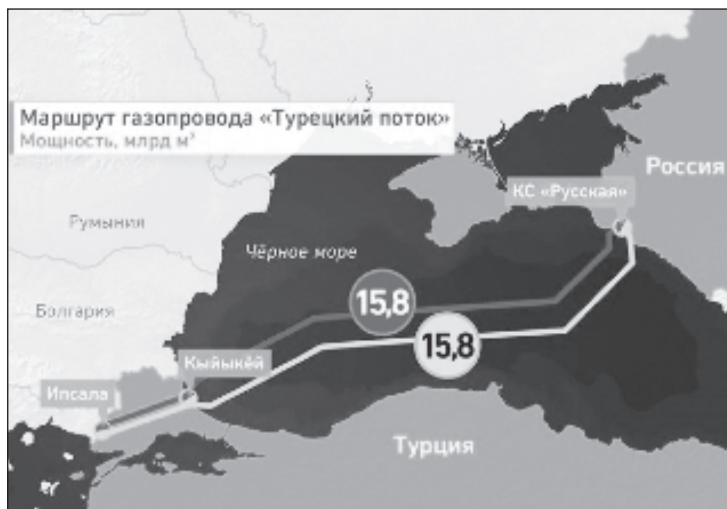 Маршрут газопровода «Турецкий поток»
Мощность, млрд м³
Россия
КС «Русская»
Румыния
Чёрное море
15,8
Болгария
15,8
Кыйыкёй
Ипсала
Турция